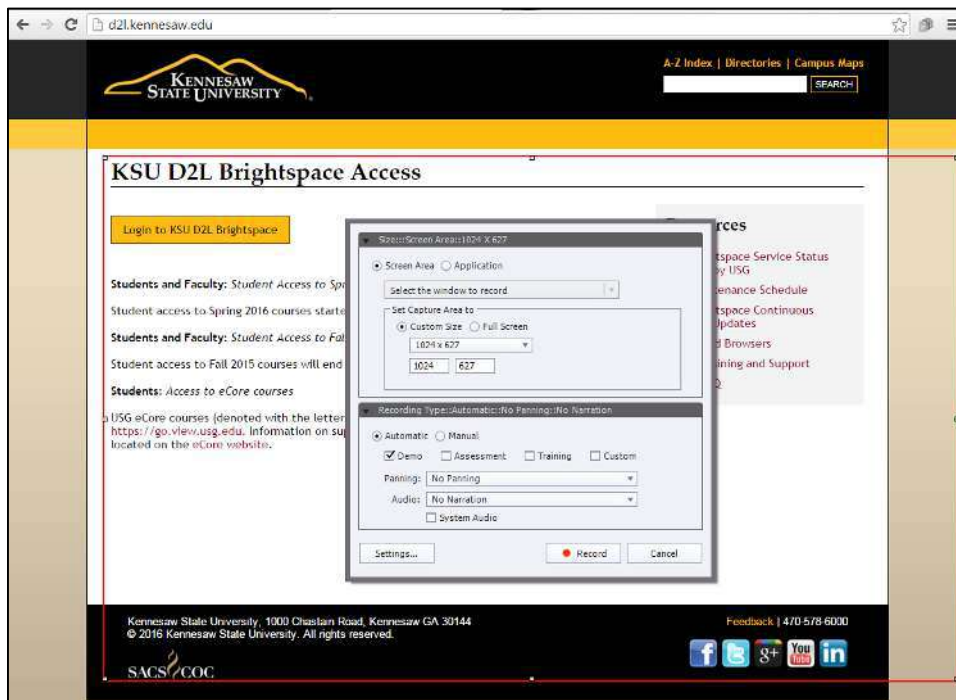 d2l.kennesaw.edu
KENNESAW
STATE UNIVERSITY
A-Z Index | Directories | Campus Maps
SEARCH
KSU D2L Brightspace Access
Login to KSU D2L Brightspace
Students and Faculty: Student Access to Spr
Student access to Spring 2016 courses starte
Students and Faculty: Student Access to Fal
Student access to Fall 2015 courses will end
Students: Access to eCore courses
USG eCore courses (denoted with the letter
https://go.view.usg.edu. Information on sup
located on the eCore website.
Size:::Screen Area::1024 X 627
Screen Area Application
Select the window to record
Set Capture Area to
Custom Size Full Screen
1024 x 627
1024 627
Recording Type::Automatic::No Panning::No Narration
Automatic Manual
Demo Assessment Training Custom
Panning: No Panning
Audio: No Narration
System Audio
Settings... Record Cancel
rces
tspace Service Status
by USG
enance Schedule
tspace Continuous
Updates
d Browsers
ining and Support
Kennesaw State University, 1000 Chastain Road, Kennesaw GA 30144
© 2016 Kennesaw State University. All rights reserved.
SACS COC
Feedback | 470-578-6000
f g+ You Tube in